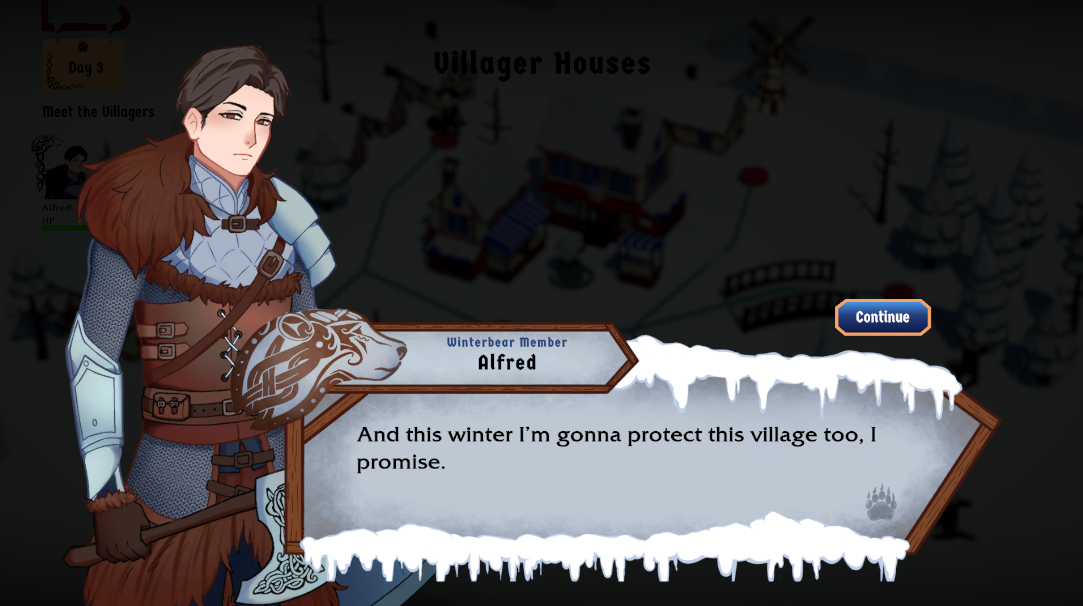 Villager Houses
Day 3
Meet the Villagers
Alfred
HP
Continue
Winterbear Member
Alfred
And this winter I'm gonna protect this village too, I
promise.